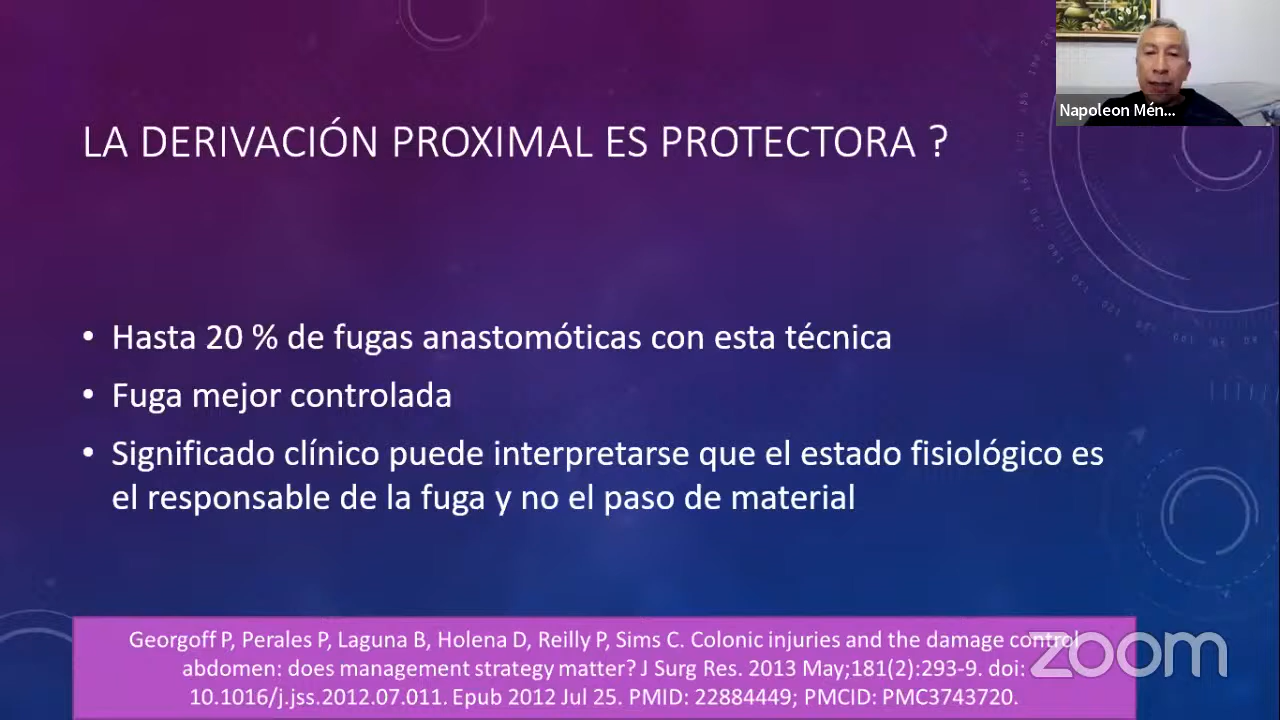 Napoleon Mén...
LA DERIVACIÓN PROXIMAL ES PROTECTORA ?
• Hasta 20 % de fugas anastomóticas con esta técnica
• Fuga mejor controlada
• Significado clínico puede interpretarse que el estado fisiológico es
el responsable de la fuga y no el paso de material
Georgoff P, Perales P, Laguna B, Holena D, Reilly P, Sims C. Colonic injuries and the damage control
abdomen: does management strategy matter? J Surg Res. 2013 May;181(2):293-9. doi:
10.1016/j.jss.2012.07.011. Epub 2012 Jul 25. PMID: 22884449; PMCID: PMC3743720.
zoom